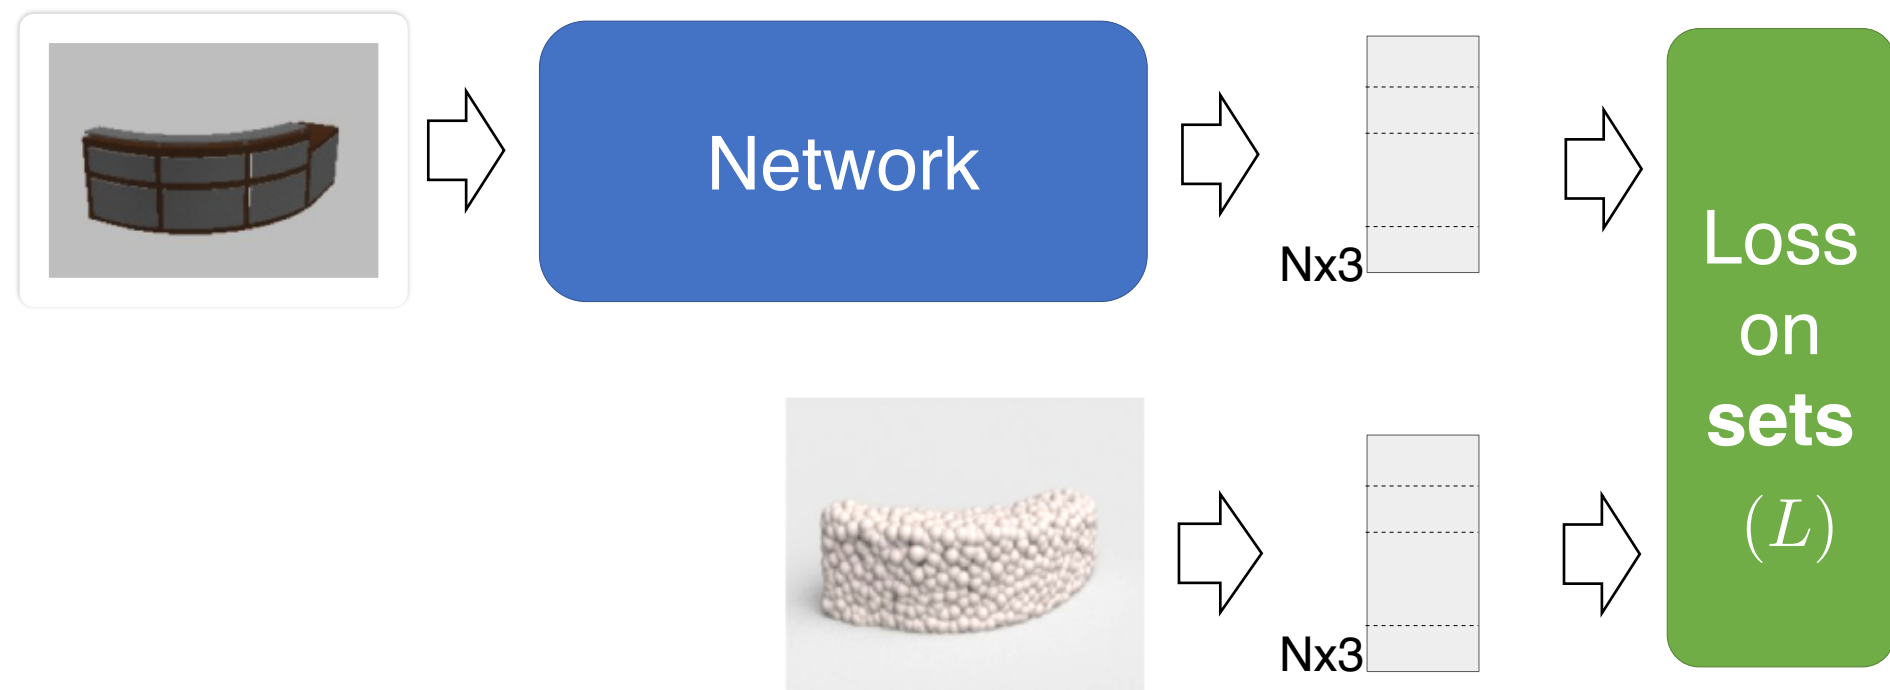 Network
Nx3
Loss
on
sets
(L)
Nx3